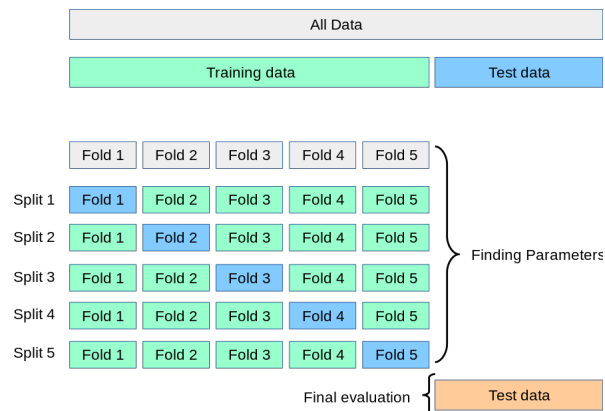 All Data
Training data Test data
Fold 1 Fold 2 Fold 3 Fold 4 Fold 5
Split 1 Fold 1 Fold 2 Fold 3 Fold 4 Fold 5
Split 2 Fold 1 Fold 2 Fold 3 Fold 4 Fold 5
Finding Parameters
Split 3 Fold 1 Fold 2 Fold 3 Fold 4 Fold 5
Split 4 Fold 1 Fold 2 Fold 3 Fold 4 Fold 5
Split 5 Fold 1 Fold 2 Fold 3 Fold 4 Fold 5
Final evaluation Test data